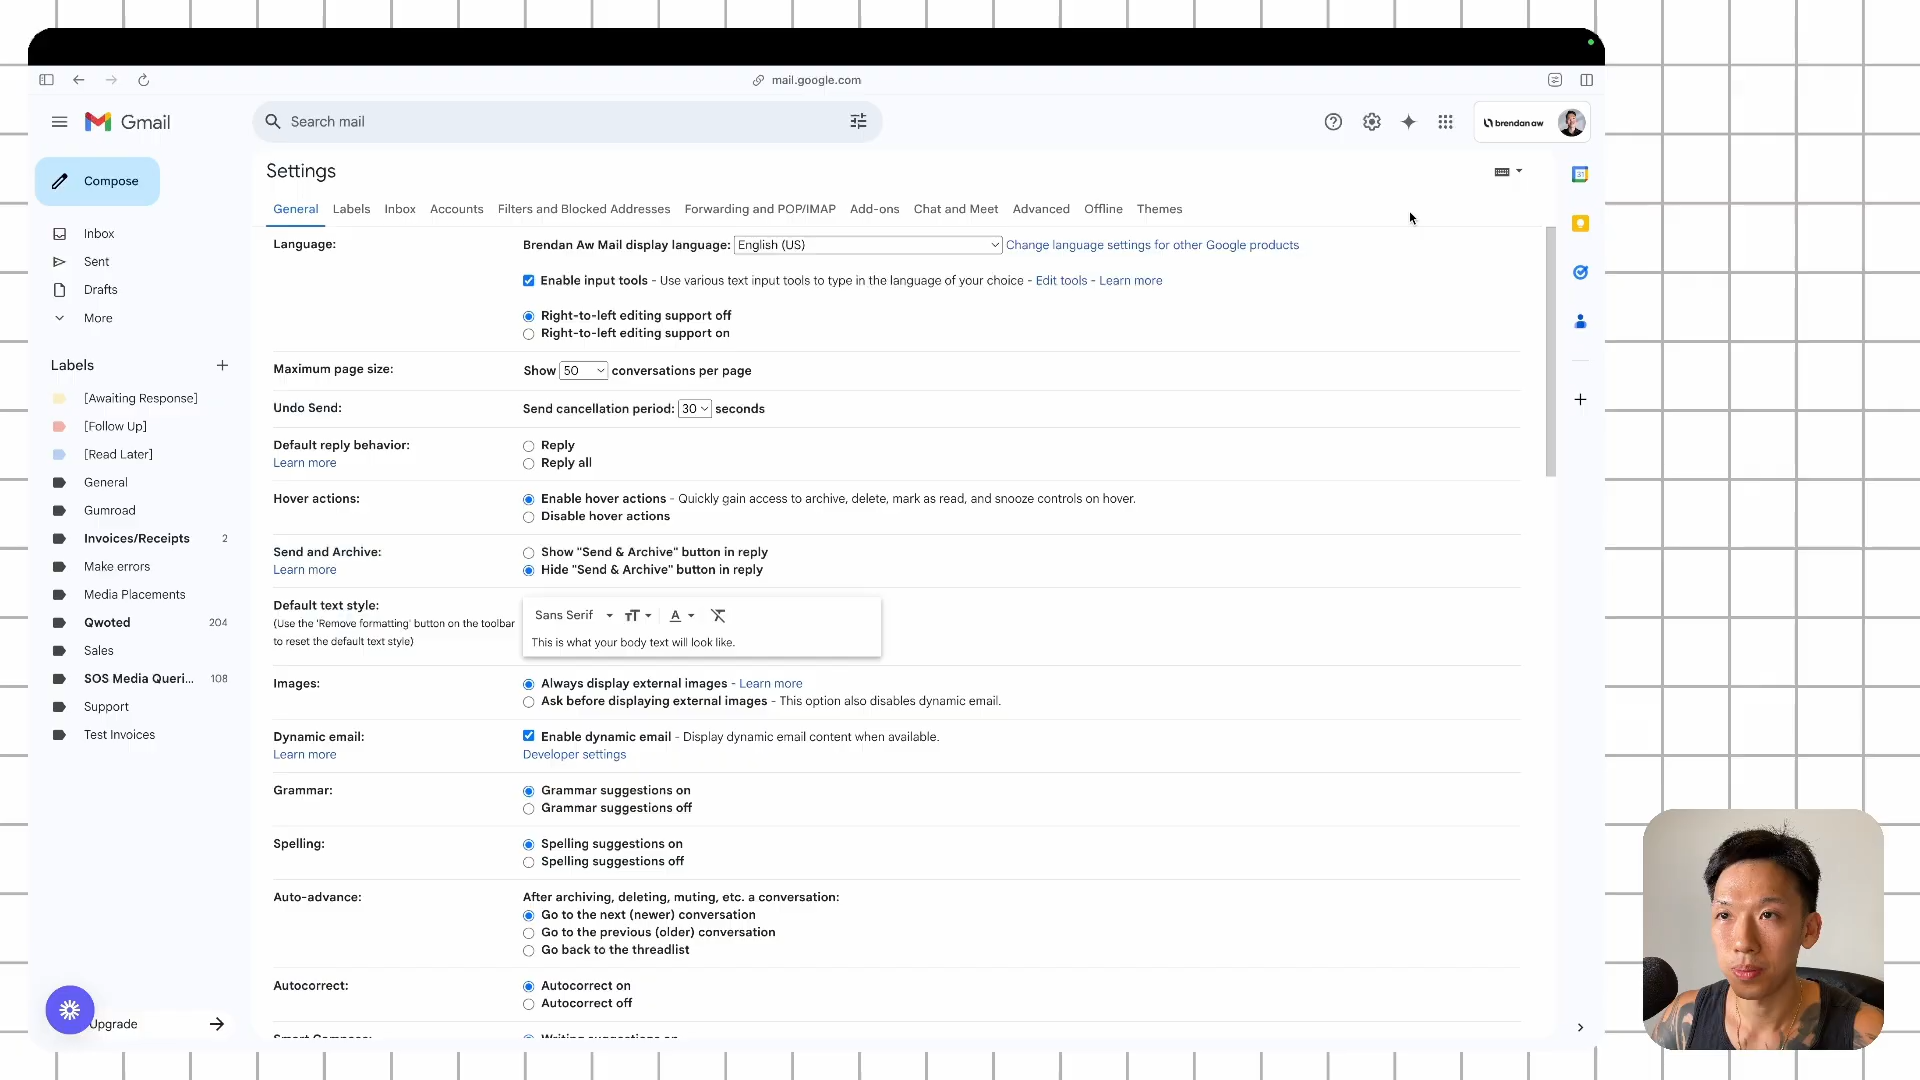 mail.google.com
Gmail
Search mail
brendan aw
Compose
Inbox
Sent
Drafts
More
Labels
[Awaiting Response]
[Follow Up]
[Read Later]
General
Gumroad
Invoices/Receipts 2
Make errors
Media Placements
Qwoted 204
Sales
SOS Media Queri... 108
Support
Test Invoices
Upgrade
Settings
General Labels Inbox Accounts Filters and Blocked Addresses Forwarding and POP/IMAP Add-ons Chat and Meet Advanced Offline Themes
Language:
Brendan Aw Mail display language: English (US) Change language settings for other Google products
Enable input tools - Use various text input tools to type in the language of your choice - Edit tools - Learn more
Right-to-left editing support off
Right-to-left editing support on
Maximum page size:
Show 50 conversations per page
Undo Send:
Send cancellation period: 30 seconds
Default reply behavior:
Learn more
Reply
Reply all
Hover actions:
Enable hover actions - Quickly gain access to archive, delete, mark as read, and snooze controls on hover.
Disable hover actions
Send and Archive:
Learn more
Show "Send & Archive" button in reply
Hide "Send & Archive" button in reply
Default text style:
(Use the 'Remove formatting' button on the toolbar
to reset the default text style)
Sans Serif
This is what your body text will look like.
Images:
Always display external images - Learn more
Ask before displaying external images - This option also disables dynamic email.
Dynamic email:
Learn more
Enable dynamic email - Display dynamic email content when available.
Developer settings
Grammar:
Grammar suggestions on
Grammar suggestions off
Spelling:
Spelling suggestions on
Spelling suggestions off
Auto-advance:
After archiving, deleting, muting, etc. a conversation:
Go to the next (newer) conversation
Go to the previous (older) conversation
Go back to the threadlist
Autocorrect:
Autocorrect on
Autocorrect off
Smart Compose:
Writing suggestions on
31